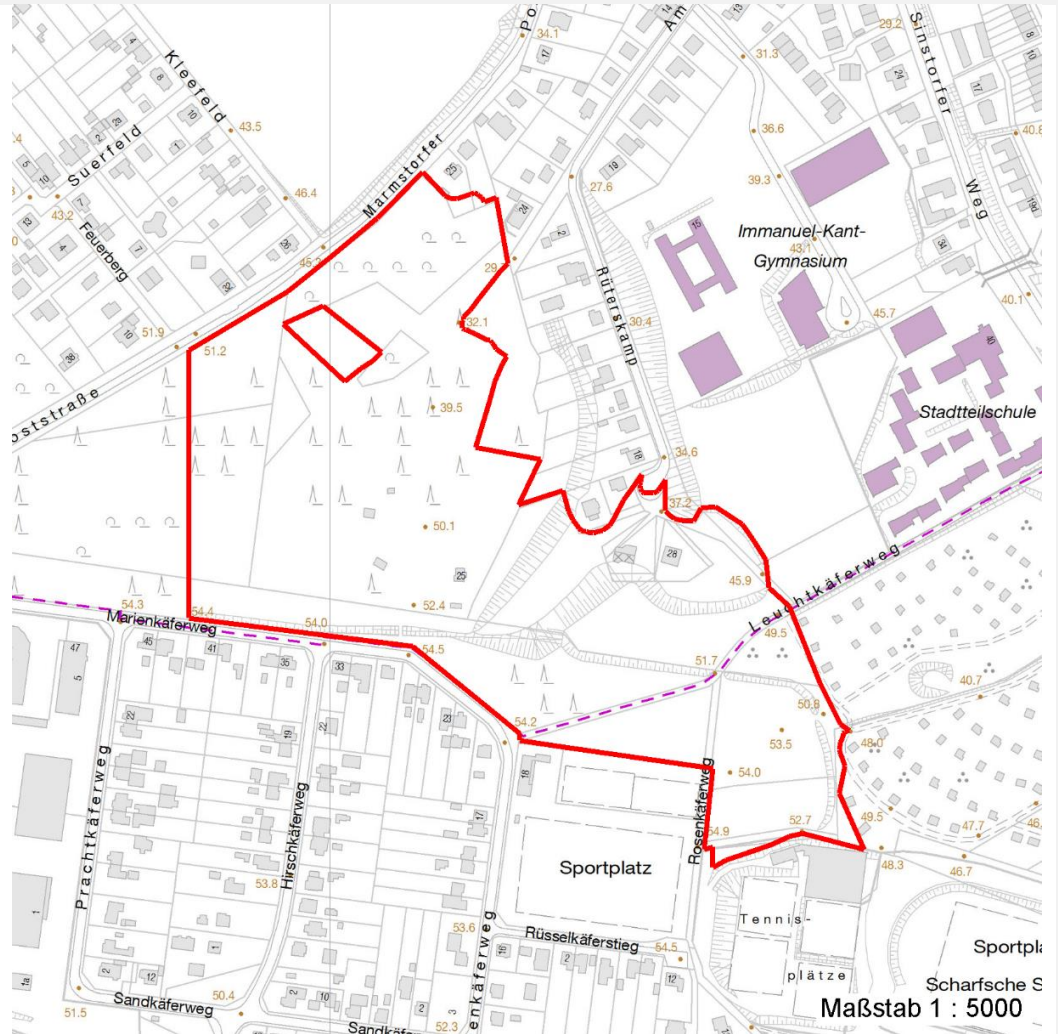 Kleefeld
Suerfeld
Feuerberg
Marmstorfer
Po
Am
Sinstorfer
Weg
34.1
29.2
31.3
43.5
36.6
40.8
39.3
46.4
27.6
43.2
Immanuel-Kant-
Gymnasium
43.1
45.2
29.7
40.1
Rüterskamp
32.1
30.4
45.7
51.9
51.2
39.5
Stadtteilschule
oststraße
34.6
37.2
50.1
45.9
Leuchtkäferweg
52.4
54.3
54.4
Marienkäferweg
54.0
54.5
49.5
51.7
40.7
50.8
54.2
53.5
48.0
54.0
Rosenkäferweg
49.5
52.7
54.9
47.7
48.3
46.7
Prachtkäferweg
Hirschkäferweg
53.8
Sportplatz
Tennis-
plätze
53.6
Rüsselkäferstieg
54.5
enkäferweg
Sportpla
Scharfsche S
51.5
Sandkäferweg
50.4
52.3
Sandkäf
Maßstab 1 : 5000